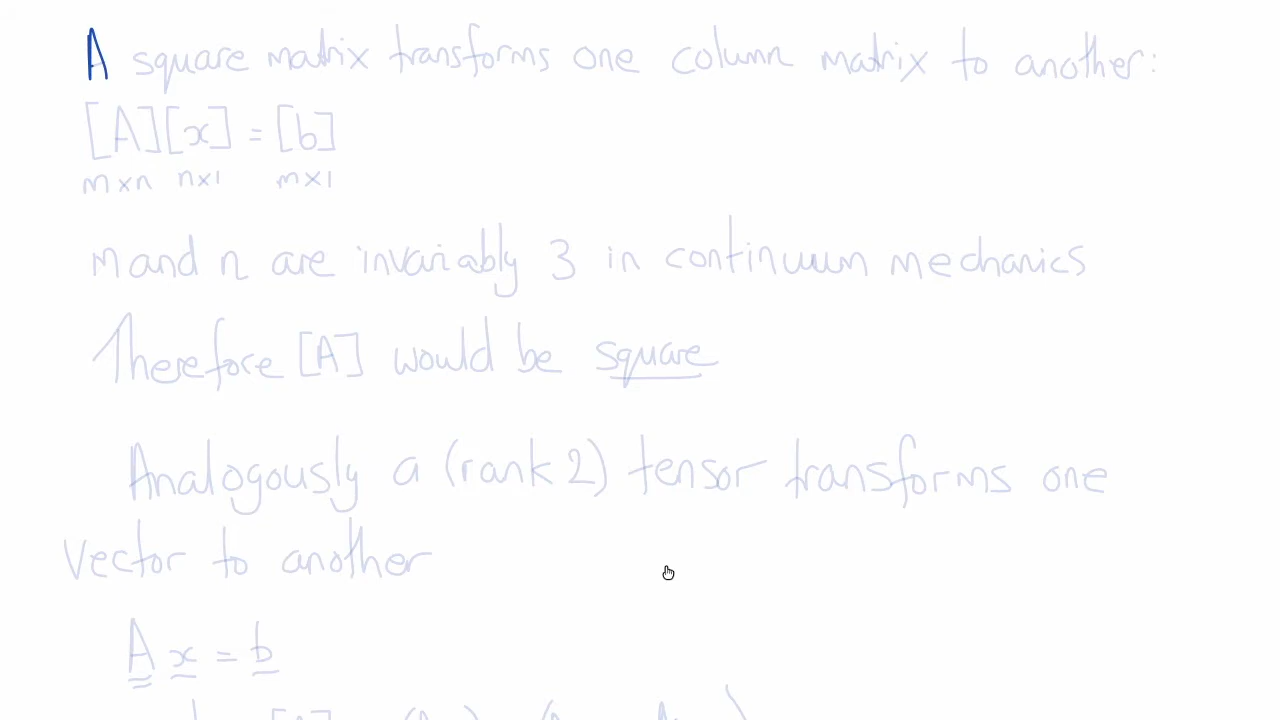 A square matrix transforms one column matrix to another:
[A][x] = [b]
m×n n×1 m×1
m and n are invariably 3 in continuum mechanics
Therefore [A] would be square
Analogously a (rank 2) tensor transforms one
vector to another
A x = b